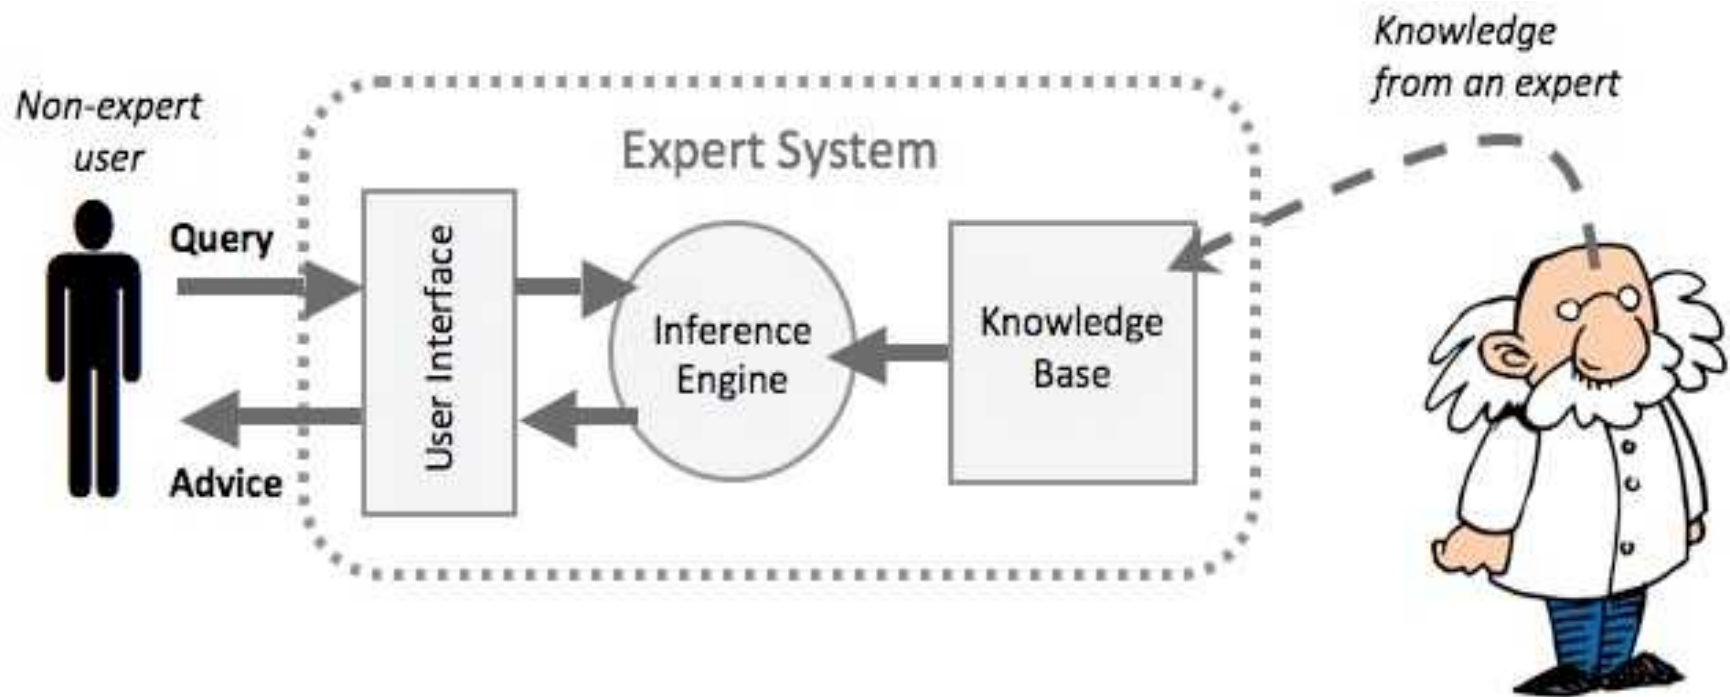 Knowledge
from an expert
Non-expert
user
Expert System
Query
User Interface
Inference
Engine
Knowledge
Base
Advice